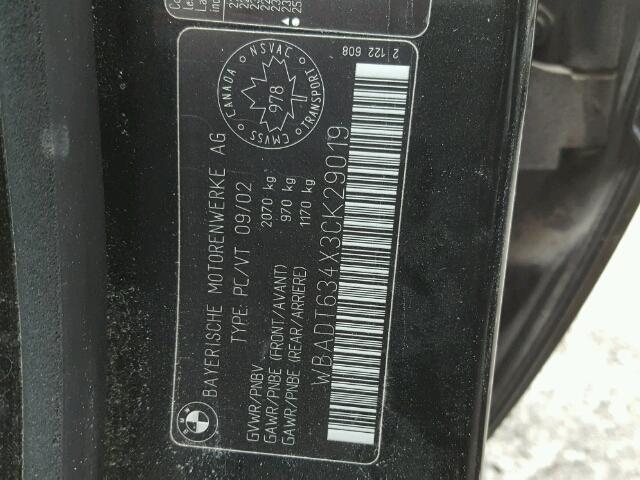 BAYERISCHE MOTORENWERKE AG
TYPE: PC/VT 09/02
GVWR/PNBV 2070 kg
GAWR/PNBE (FRONT/AVANT) 970 kg
GAWR/PNBE (REAR/ARRIERE) 1170 kg
WBADT634X3CK29019
CANADA
NSVAC
TRANSPORT
CMVSS
978
2 122 608
BMW